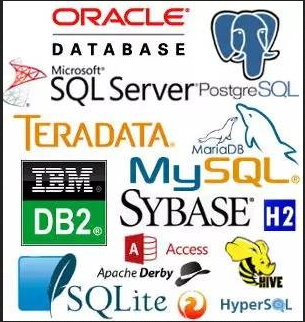 ORACLE®
DATABASE
Microsoft®
SQL Server®
PostgreSQL
TERADATA®
MariaDB
MySQL®
IBM®
DB2®
SYBASE®
H2
Access
Apache Derby
HIVE
SQLite
HyperSQL